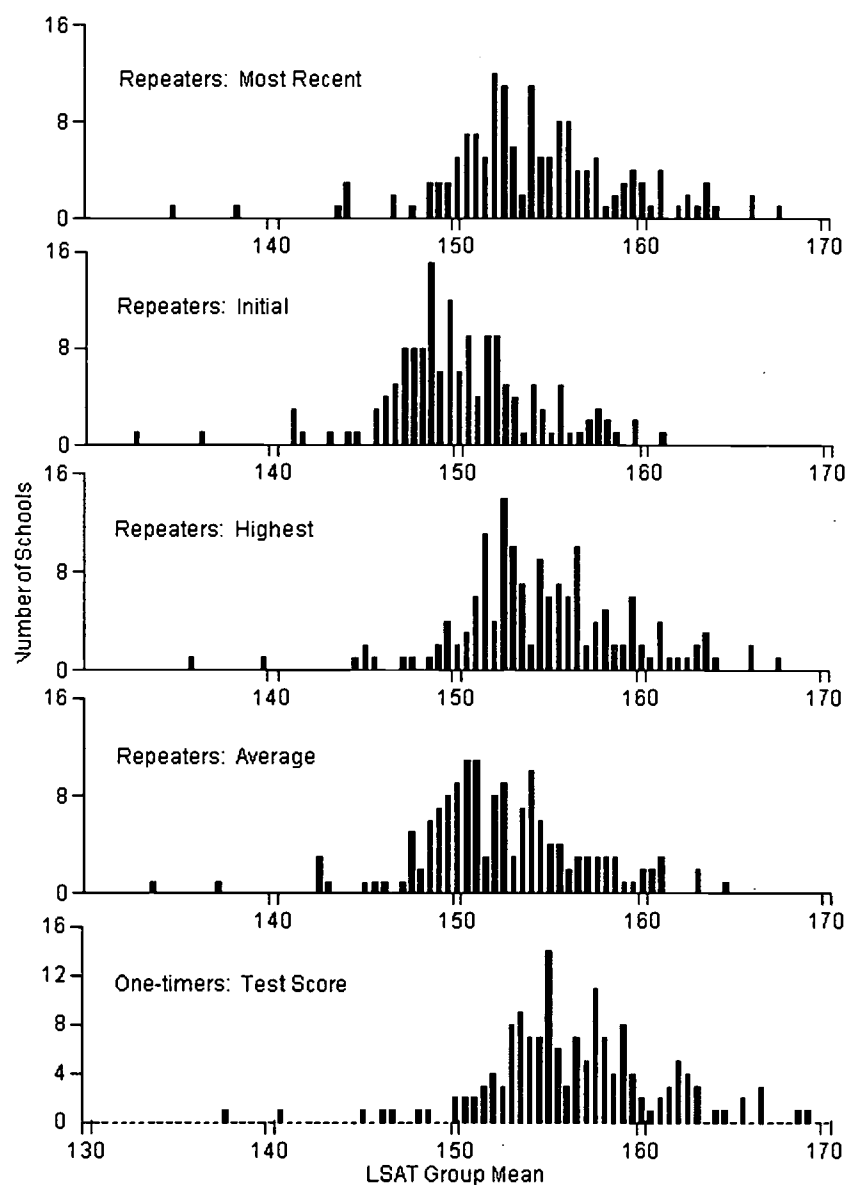 16
Repeaters: Most Recent
8
0
140 150 160 170
16
Repeaters: Initial
8
0
140 150 160 170
16
Repeaters: Highest
8
0
140 150 160 170
Number of Schools
16
Repeaters: Average
8
0
140 150 160 170
16
One-timers: Test Score
12
8
4
0
130 140 150 160 170
LSAT Group Mean